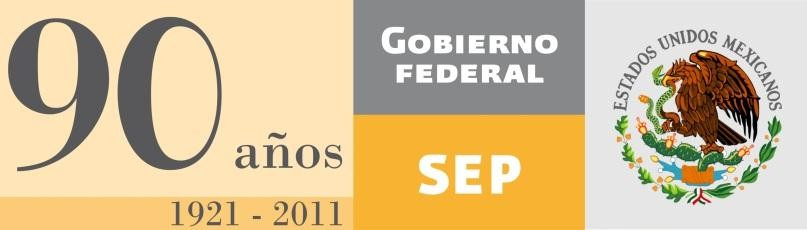 90 años
1921 - 2011
GOBIERNO
FEDERAL
SEP
ESTADOS UNIDOS MEXICANOS